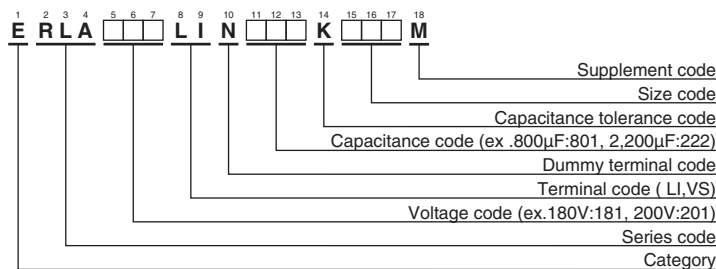 1 2 3 4 5 6 7 8 9 10 11 12 13 14 15 16 17 18
E R L A L I N K M
Supplement code
Size code
Capacitance tolerance code
Capacitance code (ex .800μF:801, 2,200μF:222)
Dummy terminal code
Terminal code ( LI,VS)
Voltage code (ex.180V:181, 200V:201)
Series code
Category